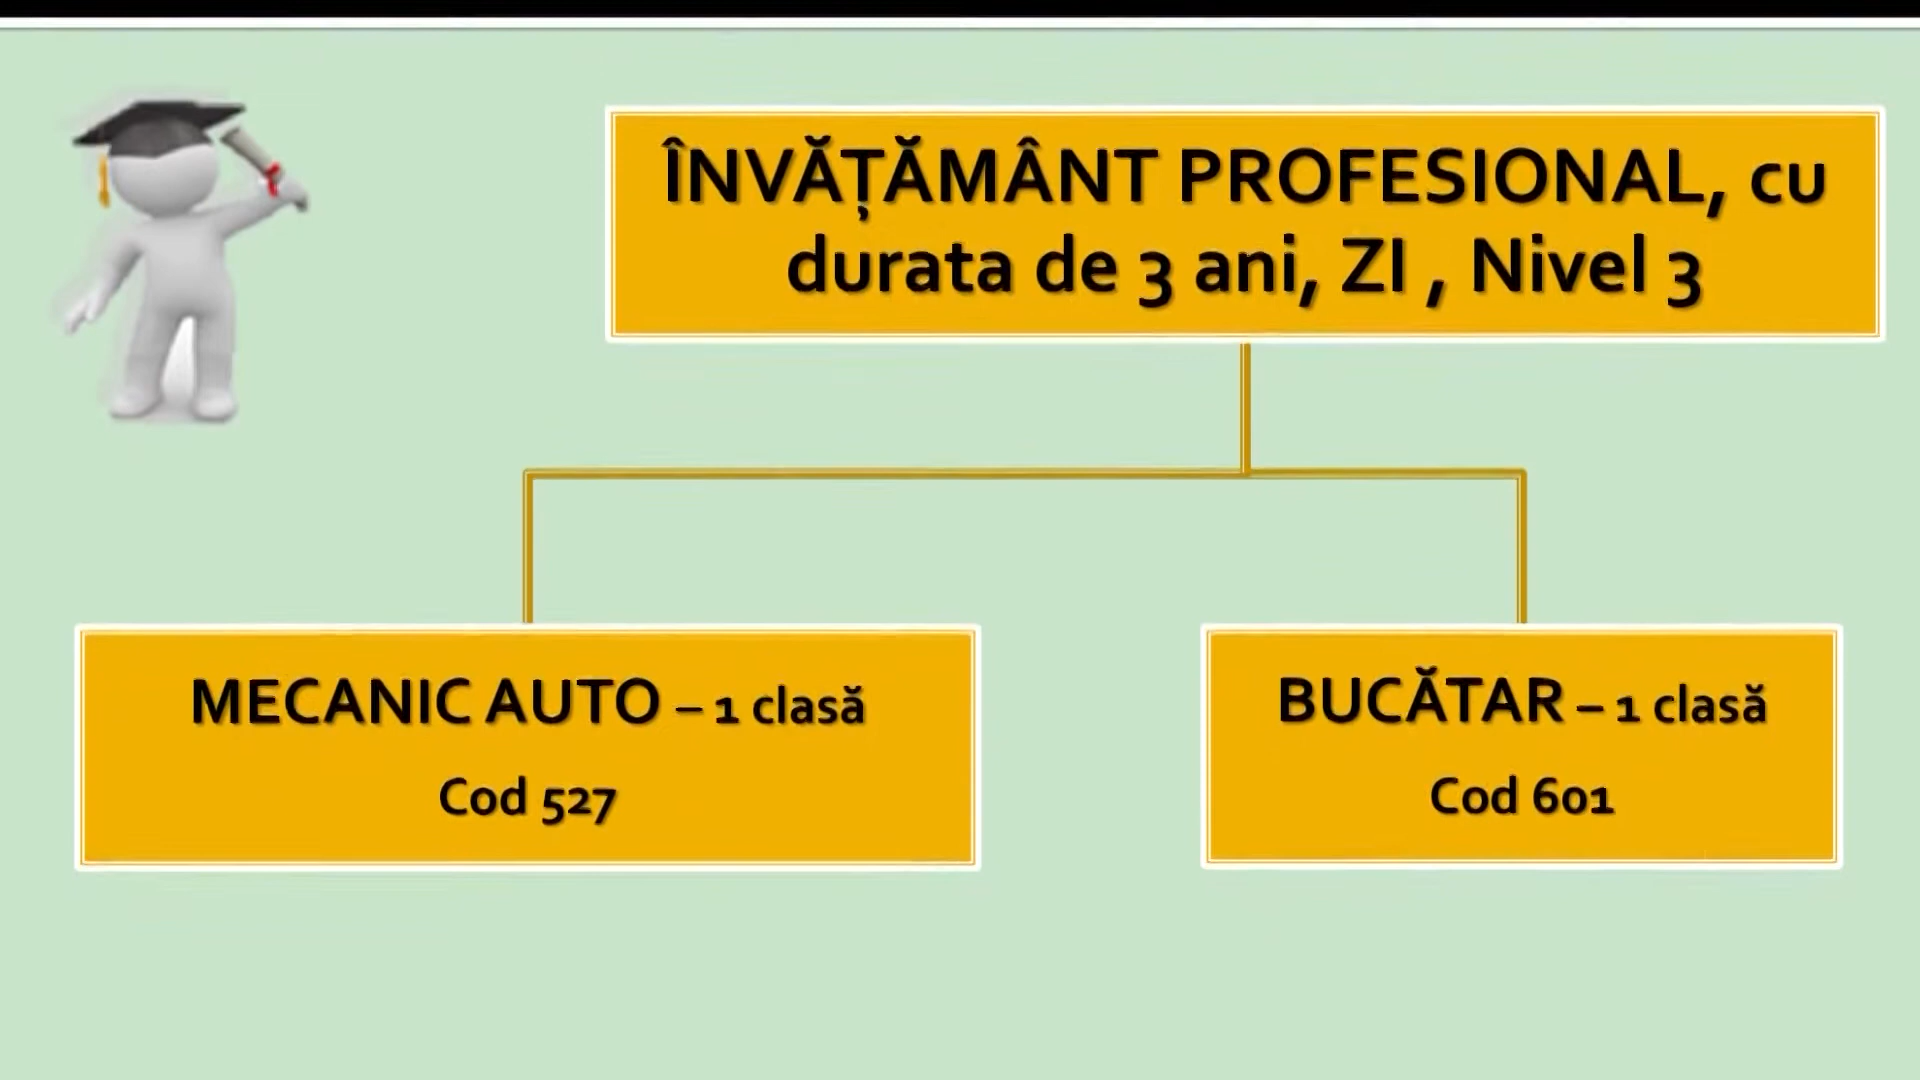 ÎNVĂȚĂMÂNT PROFESIONAL, cu
durata de 3 ani, ZI , Nivel 3
MECANIC AUTO – 1 clasă
Cod 527
BUCĂTAR – 1 clasă
Cod 601